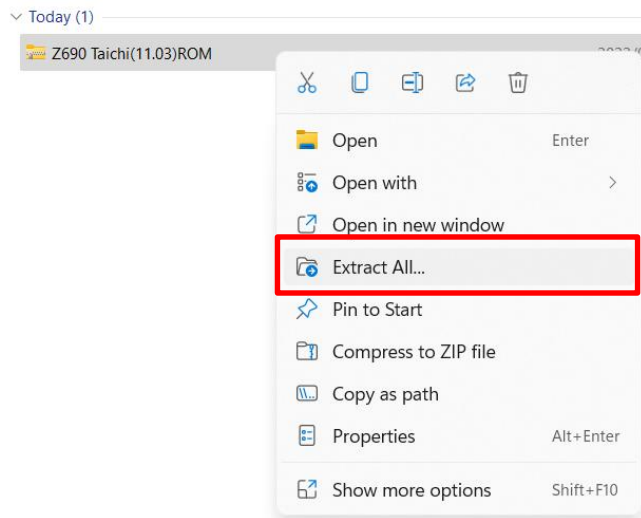 Today (1)
Z690 Taichi(11.03)ROM
Open Enter
Open with
Open in new window
Extract All...
Pin to Start
Compress to ZIP file
Copy as path
Properties Alt+Enter
Show more options Shift+F10